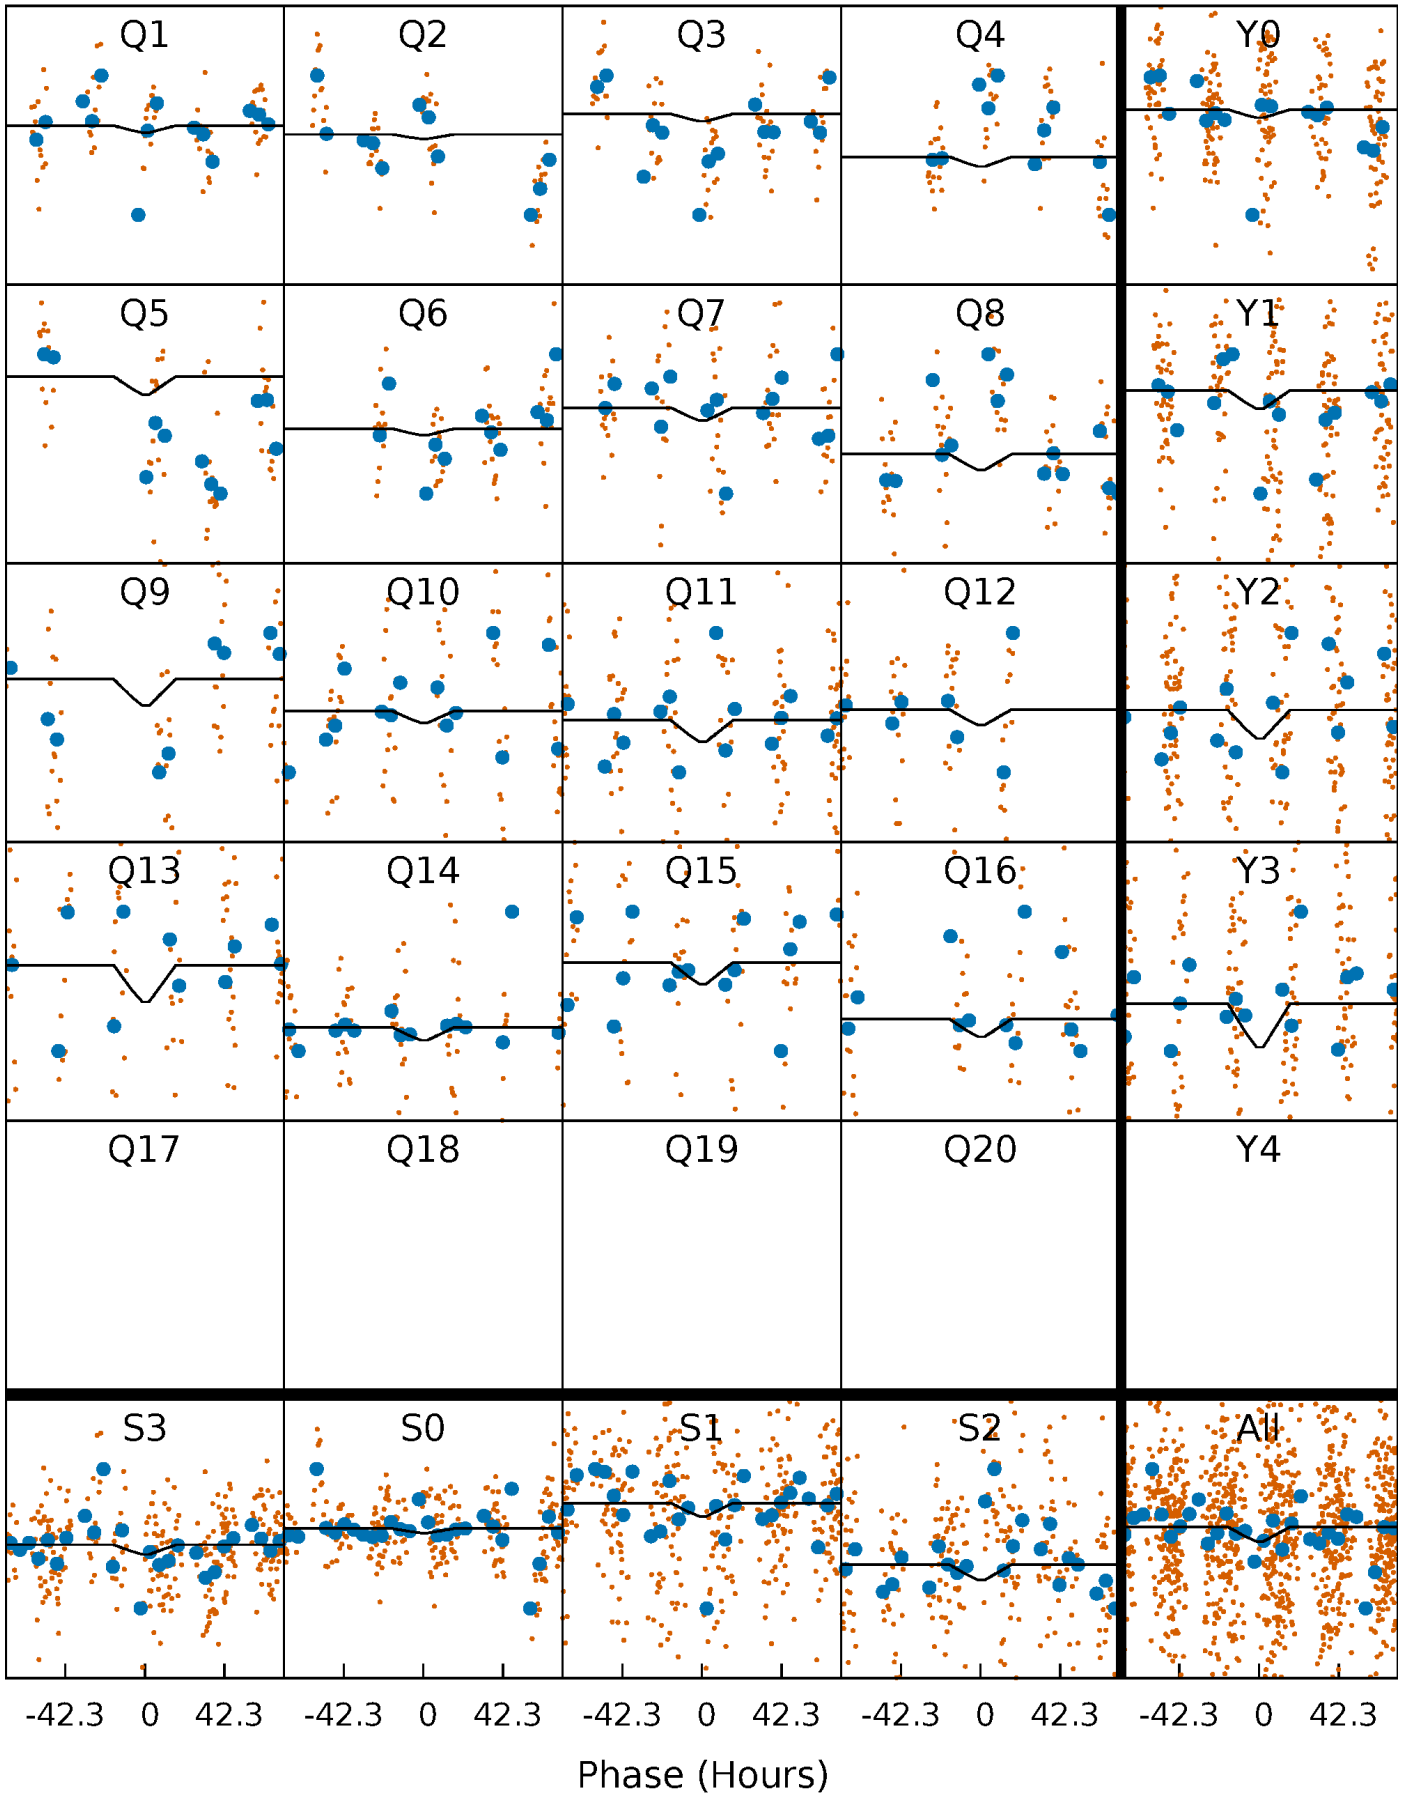 Q1 Q2 Q3 Q4 Y0
Q5 Q6 Q7 Q8 Y1
Q9 Q10 Q11 Q12 Y2
Q13 Q14 Q15 Q16 Y3
Q17 Q18 Q19 Q20 Y4
S3 S0 S1 S2 All
-42.3 0 42.3 -42.3 0 42.3 -42.3 0 42.3 -42.3 0 42.3 -42.3 0 42.3
Phase (Hours)